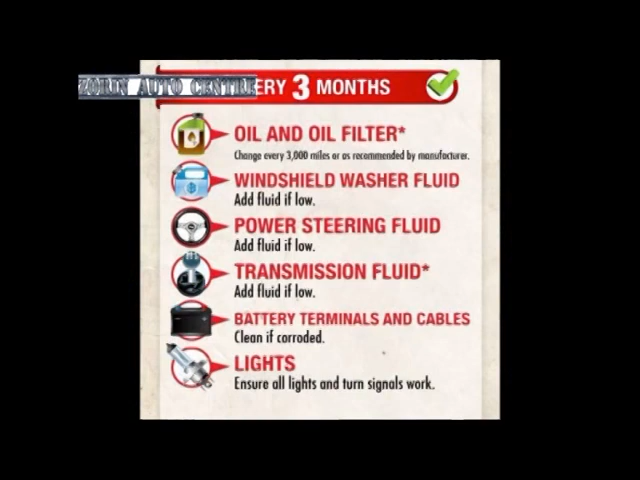 ZORIN AUTO CENTRE
ERY 3 MONTHS
OIL AND OIL FILTER*
Change every 3,000 miles or as recommended by manufacturer.
WINDSHIELD WASHER FLUID
Add fluid if low.
POWER STEERING FLUID
Add fluid if low.
TRANSMISSION FLUID*
Add fluid if low.
BATTERY TERMINALS AND CABLES
Clean if corroded.
LIGHTS
Ensure all lights and turn signals work.